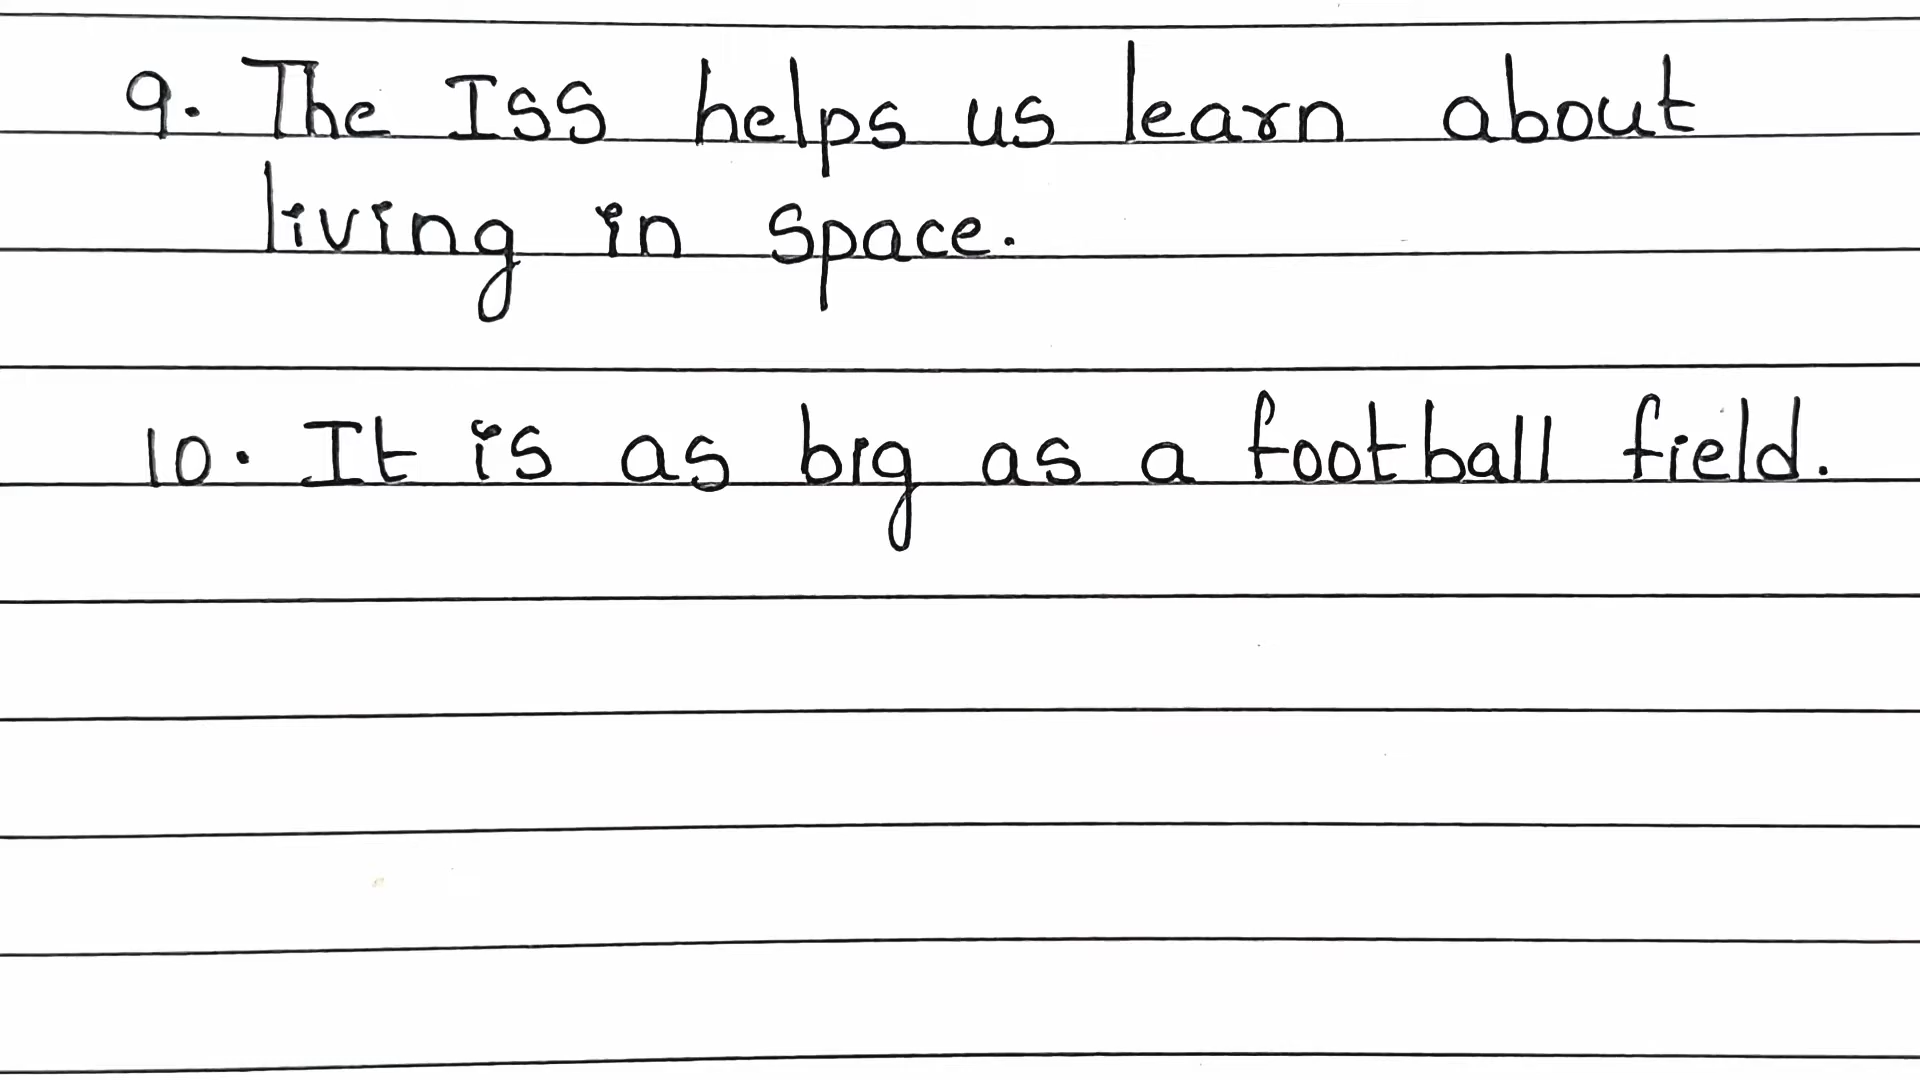 9. The ISS helps us learn about
living in space.
10. It is as big as a football field.